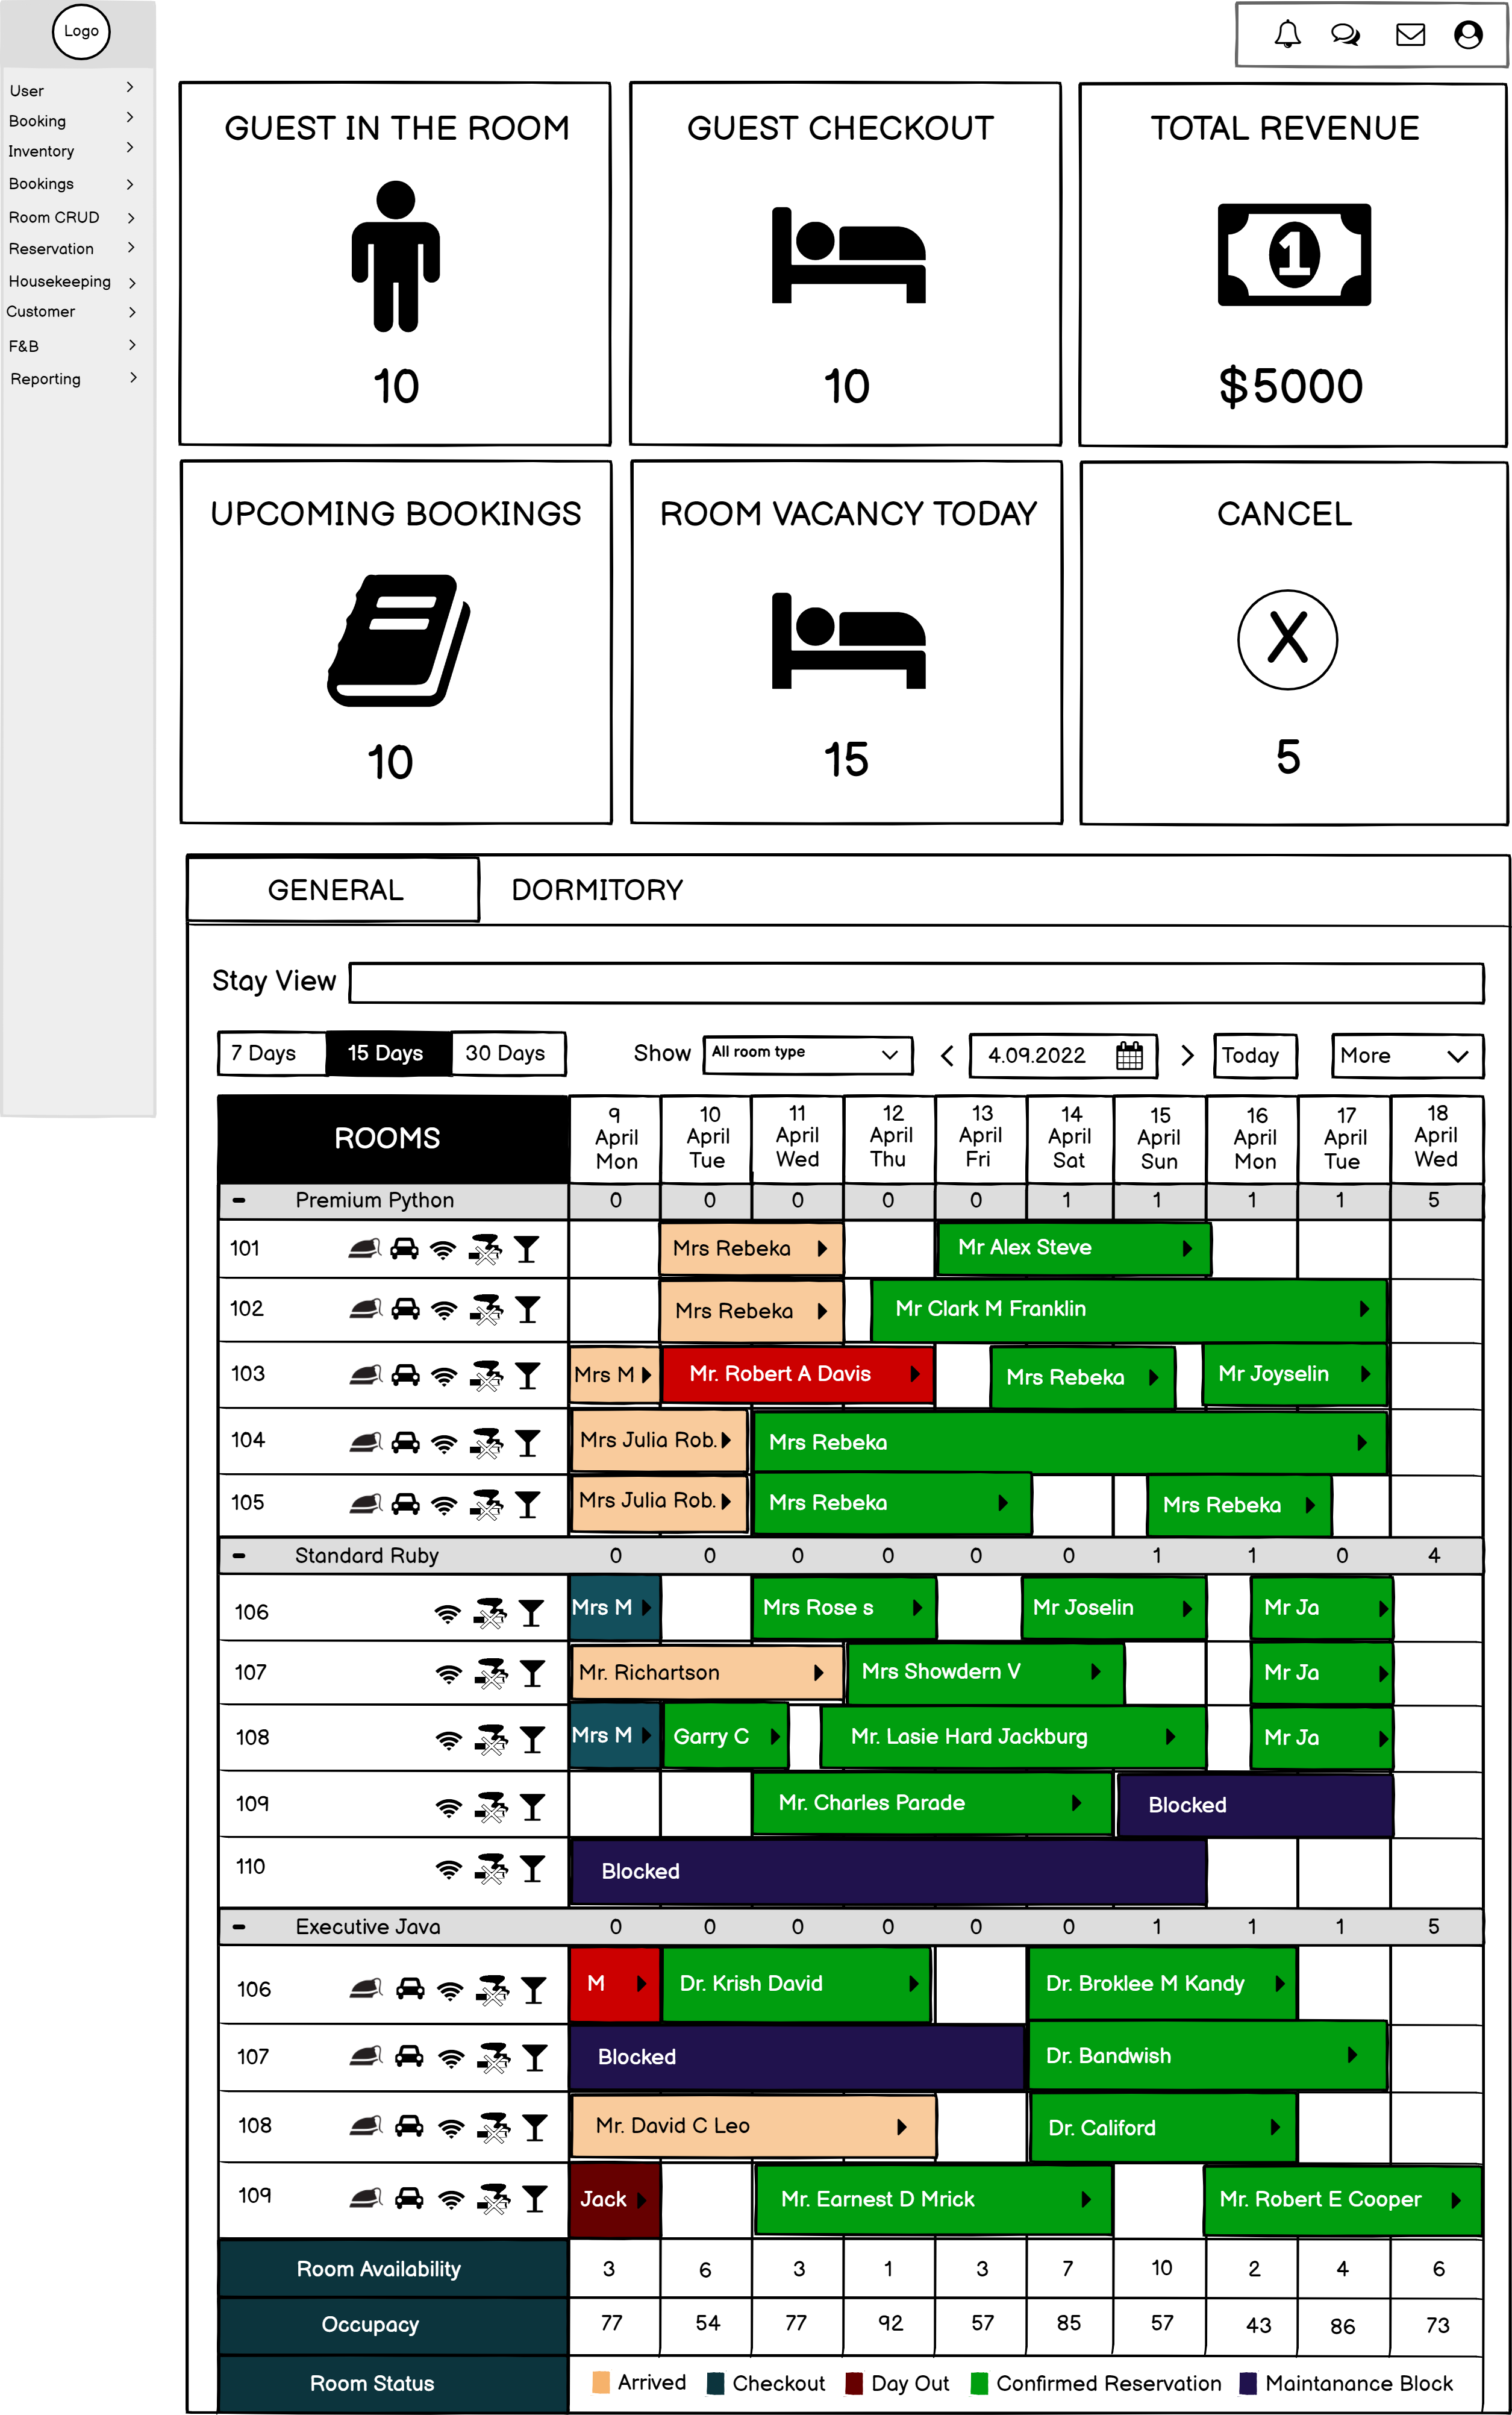 Logo
User
Booking
Inventory
Bookings
Room CRUD
Reservation
Housekeeping
Customer
F&B
Reporting
GUEST IN THE ROOM
10
GUEST CHECKOUT
10
TOTAL REVENUE
1
$5000
UPCOMING BOOKINGS
10
ROOM VACANCY TODAY
15
CANCEL
X
5
GENERAL DORMITORY
Stay View
7 Days 15 Days 30 Days Show All room type 4.09.2022 Today More
ROOMS
9 April Mon
10 April Tue
11 April Wed
12 April Thu
13 April Fri
14 April Sat
15 April Sun
16 April Mon
17 April Tue
18 April Wed
Premium Python 0 0 0 0 0 1 1 1 1 5
101 Mrs Rebeka Mr Alex Steve
102 Mrs Rebeka Mr Clark M Franklin
103 Mrs M Mr. Robert A Davis Mrs Rebeka Mr Joyselin
104 Mrs Julia Rob. Mrs Rebeka
105 Mrs Julia Rob. Mrs Rebeka Mrs Rebeka
Standard Ruby 0 0 0 0 0 0 1 1 0 4
106 Mrs M Mrs Rose s Mr Joselin Mr Ja
107 Mr. Richartson Mrs Showdern V Mr Ja
108 Mrs M Garry C Mr. Lasie Hard Jackburg Mr Ja
109 Mr. Charles Parade Blocked
110 Blocked
Executive Java 0 0 0 0 0 0 1 1 1 5
106 M Dr. Krish David Dr. Broklee M Kandy
107 Blocked Dr. Bandwish
108 Mr. David C Leo Dr. Califord
109 Jack Mr. Earnest D Mrick Mr. Robert E Cooper
Room Availability 3 6 3 1 3 7 10 2 4 6
Occupacy 77 54 77 92 57 85 57 43 86 73
Room Status Arrived Checkout Day Out Confirmed Reservation Maintanance Block